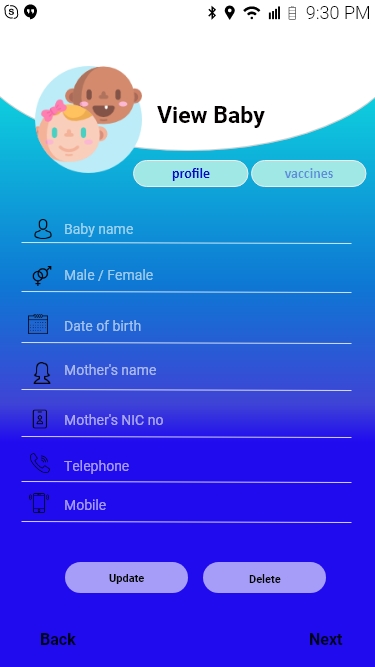 9:30 PM
View Baby
profile
vaccines
Baby name
Male / Female
Date of birth
Mother's name
Mother's NIC no
Telephone
Mobile
Update
Delete
Back
Next